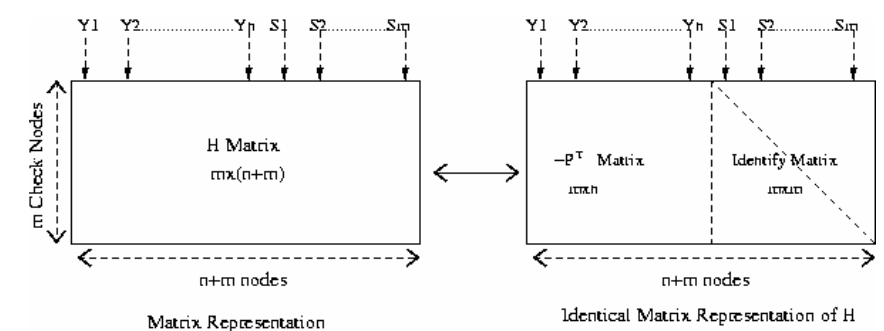 Y1 Y2......................Yn S1 S2..............Sm
Y1 Y2......................Yn S1 S2..............Sm
m Check Nodes
H Matrix
mx(n+m)
-Pᵀ Matrix
mxn
Identify Matrix
mxm
n+m nodes
n+m nodes
Matrix Representation
Identical Matrix Representation of H